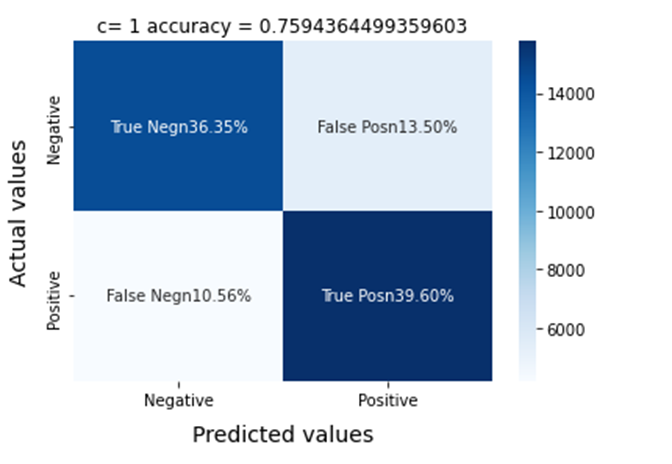 c= 1 accuracy = 0.7594364499359603
Actual values
Negative
True Negn36.35%
False Posn13.50%
Positive
False Negn10.56%
True Posn39.60%
Negative
Positive
Predicted values
14000
12000
10000
8000
6000